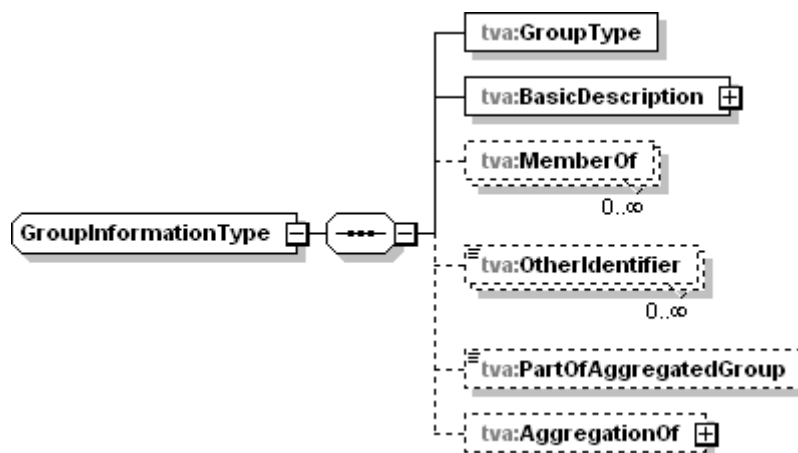 tva:GroupType
tva:BasicDescription
tva:MemberOf
0..∞
GroupInformationType
tva:OtherIdentifier
0..∞
tva:PartOfAggregatedGroup
tva:AggregationOf